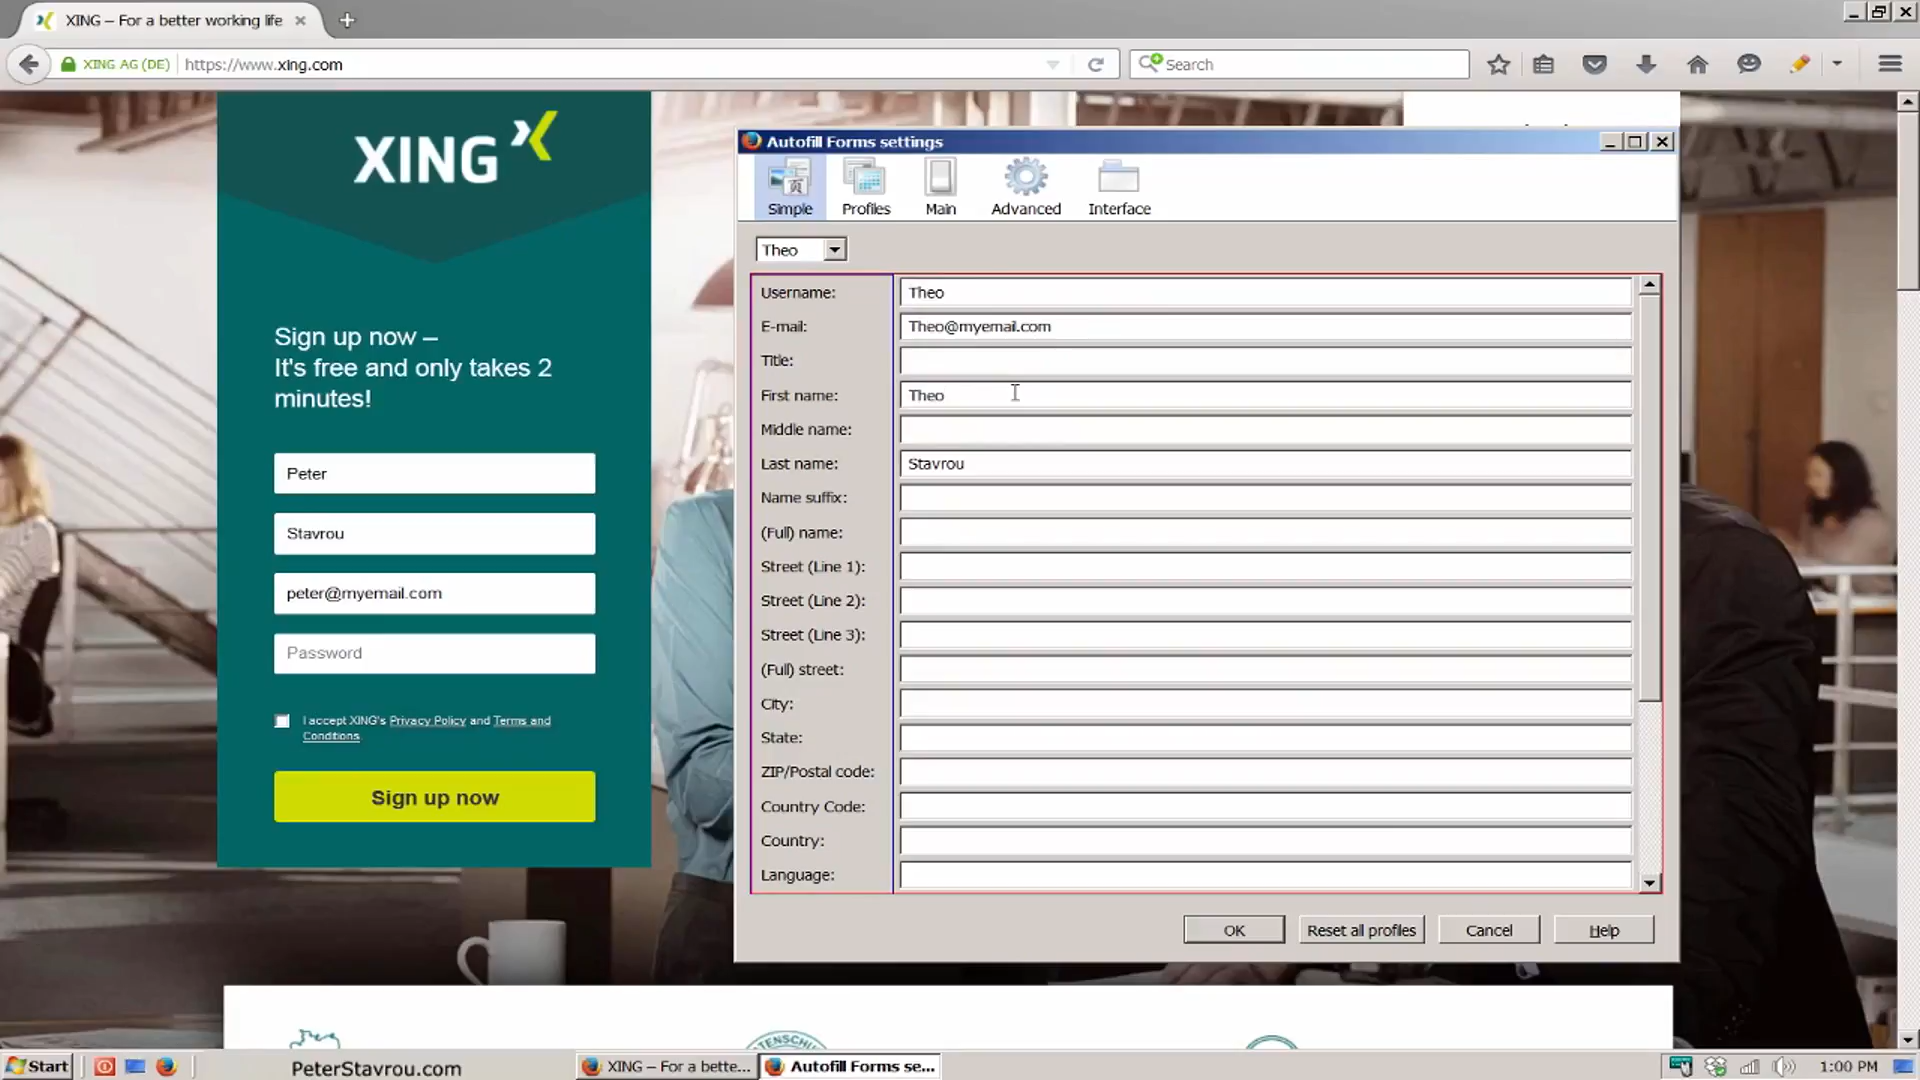 XING – For a better working life
XING AG (DE)
https://www.xing.com
Search
XING
Sign up now –
It's free and only takes 2
minutes!
Peter
Stavrou
peter@myemail.com
Password
I accept XING's Privacy Policy and Terms and
Conditions
Sign up now
Autofill Forms settings
页
Simple
Profiles
Main
Advanced
Interface
Theo
Username:
Theo
E-mail:
Theo@myemail.com
Title:
First name:
Theo
Middle name:
Last name:
Stavrou
Name suffix:
(Full) name:
Street (Line 1):
Street (Line 2):
Street (Line 3):
(Full) street:
City:
State:
ZIP/Postal code:
Country Code:
Country:
Language:
OK
Reset all profiles
Cancel
Help
Start
PeterStavrou.com
XING – For a bette...
Autofill Forms se...
1:00 PM